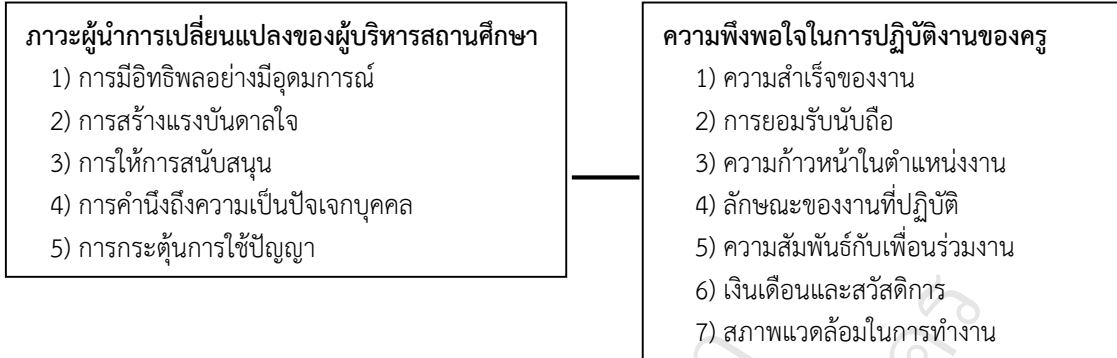 ภาวะผู้นำการเปลี่ยนแปลงของผู้บริหารสถานศึกษา
1) การมีอิทธิพลอย่างมีอุดมการณ์
2) การสร้างแรงบันดาลใจ
3) การให้การสนับสนุน
4) การคำนึงถึงความเป็นปัจเจกบุคคล
5) การกระตุ้นการใช้ปัญญา
ความพึงพอใจในการปฏิบัติงานของครู
1) ความสำเร็จของงาน
2) การยอมรับนับถือ
3) ความก้าวหน้าในตำแหน่งงาน
4) ลักษณะของงานที่ปฏิบัติ
5) ความสัมพันธ์กับเพื่อนร่วมงาน
6) เงินเดือนและสวัสดิการ
7) สภาพแวดล้อมในการทำงาน